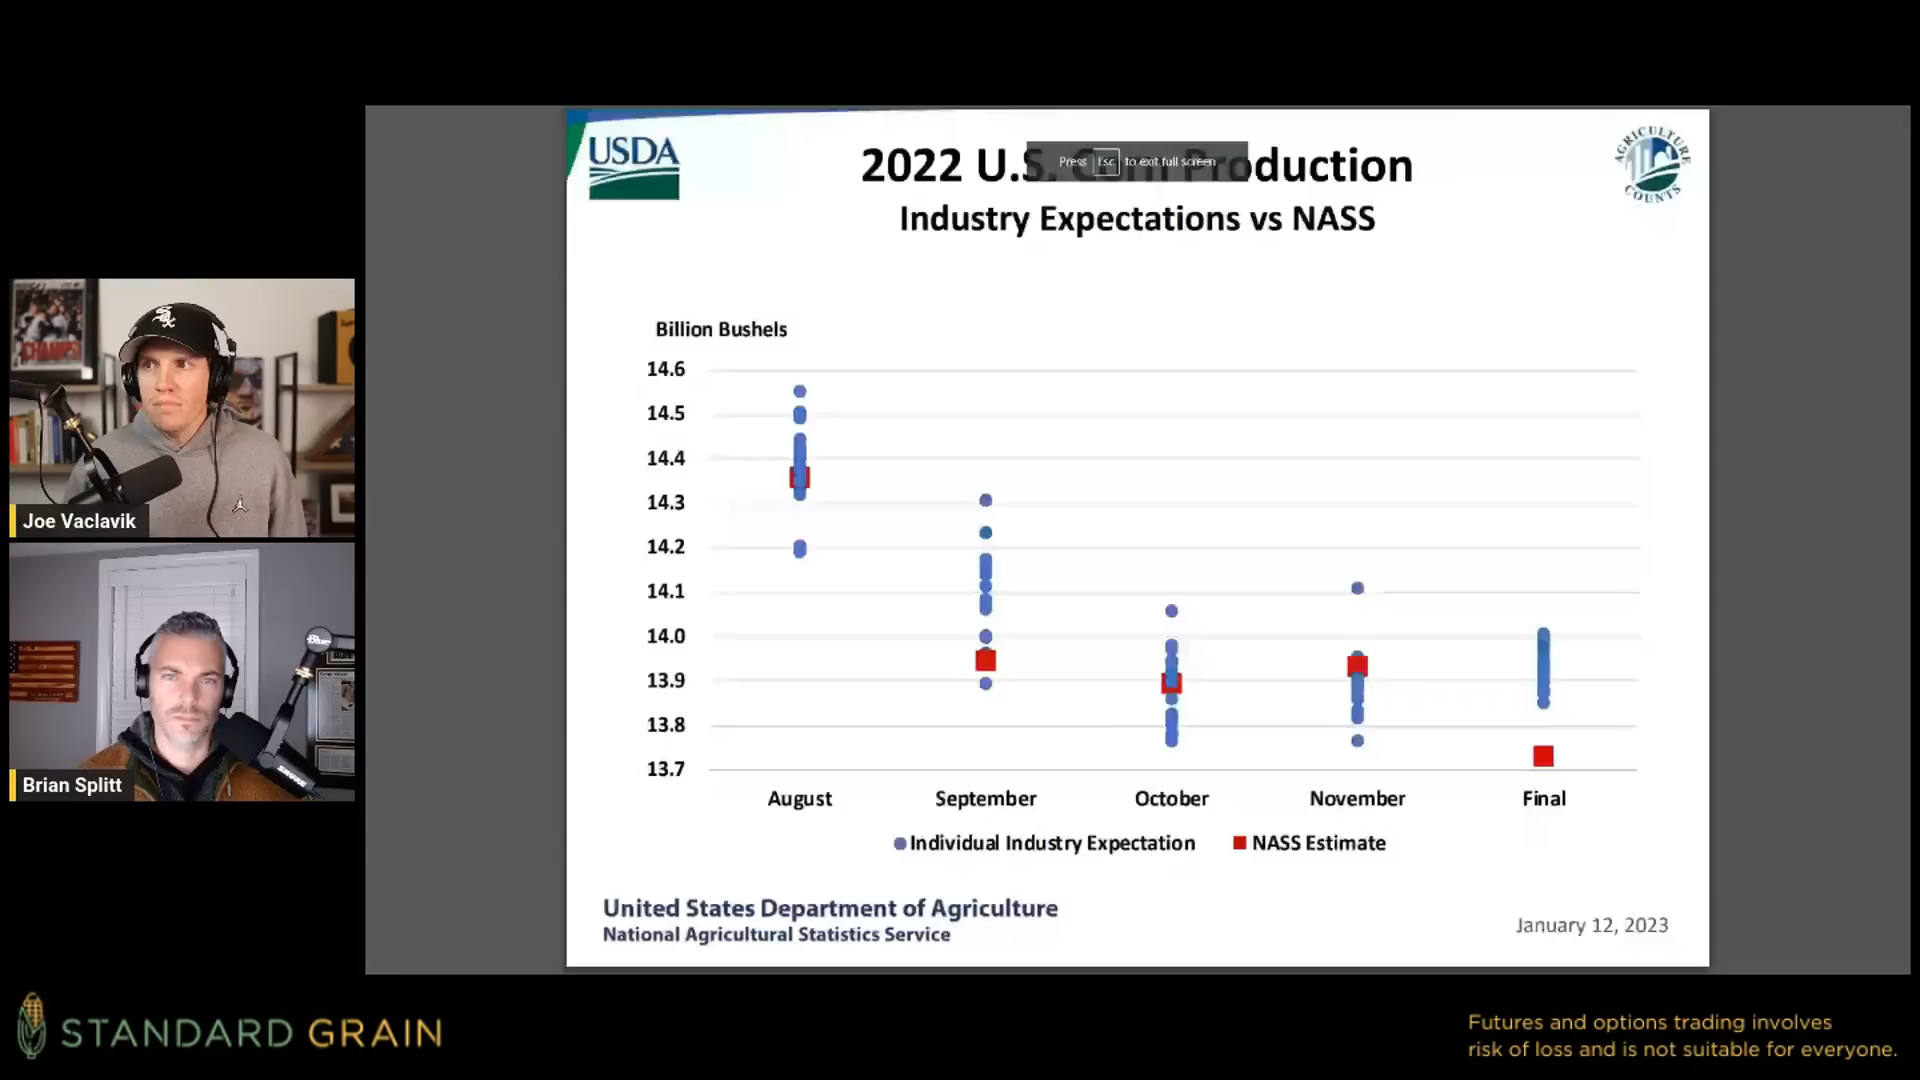 USDA
2022 U.S. Corn Production
Press Esc to exit full screen
Industry Expectations vs NASS
AGRICULTURE COUNTS
Billion Bushels
14.6
14.5
14.4
14.3
14.2
14.1
14.0
13.9
13.8
13.7
August September October November Final
Individual Industry Expectation NASS Estimate
United States Department of Agriculture
National Agricultural Statistics Service
January 12, 2023
Joe Vaclavik
Blue
SHURE
Brian Splitt
STANDARD GRAIN
Futures and options trading involves
risk of loss and is not suitable for everyone.